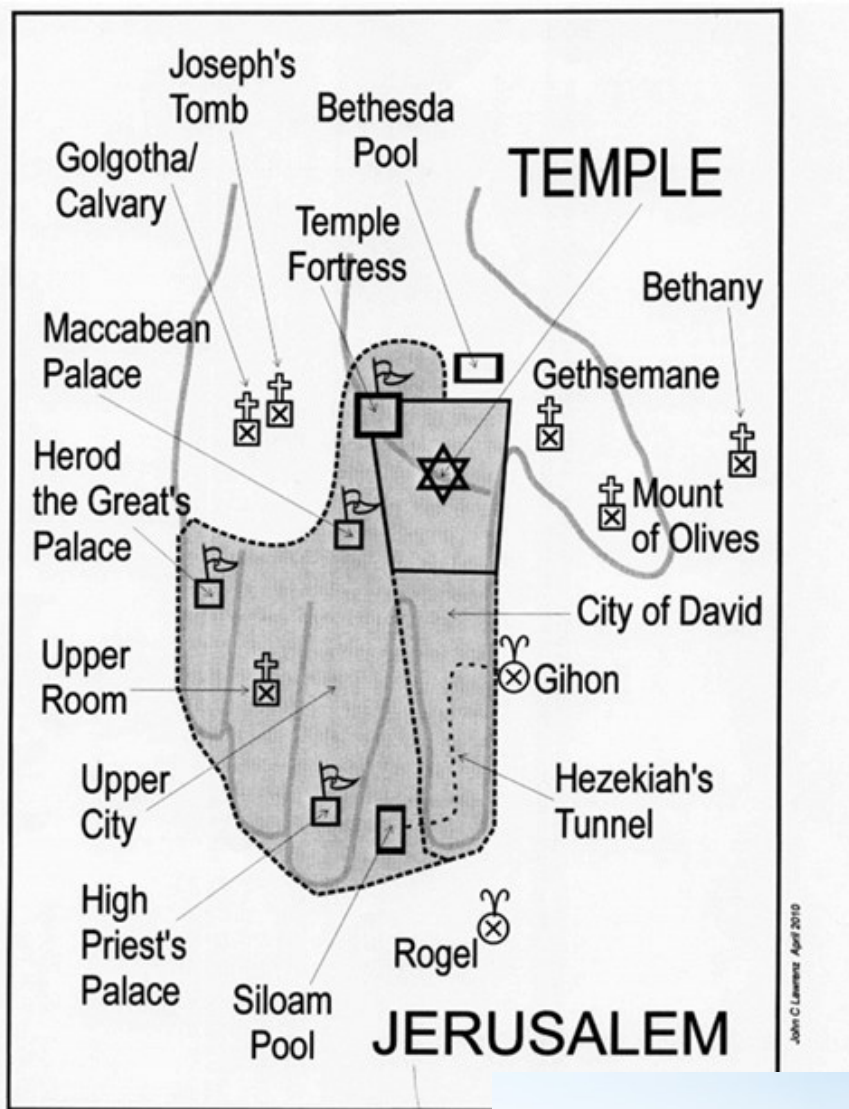 Joseph's
Tomb
Bethesda
Pool
TEMPLE
Golgotha/
Calvary
Temple
Fortress
Bethany
Maccabean
Palace
Gethsemane
Herod
the Great's
Palace
Mount
of Olives
City of David
Upper
Room
Gihon
Upper
City
Hezekiah's
Tunnel
High
Priest's
Palace
Rogel
Siloam
Pool
JERUSALEM
John C Lawrenz April 2010